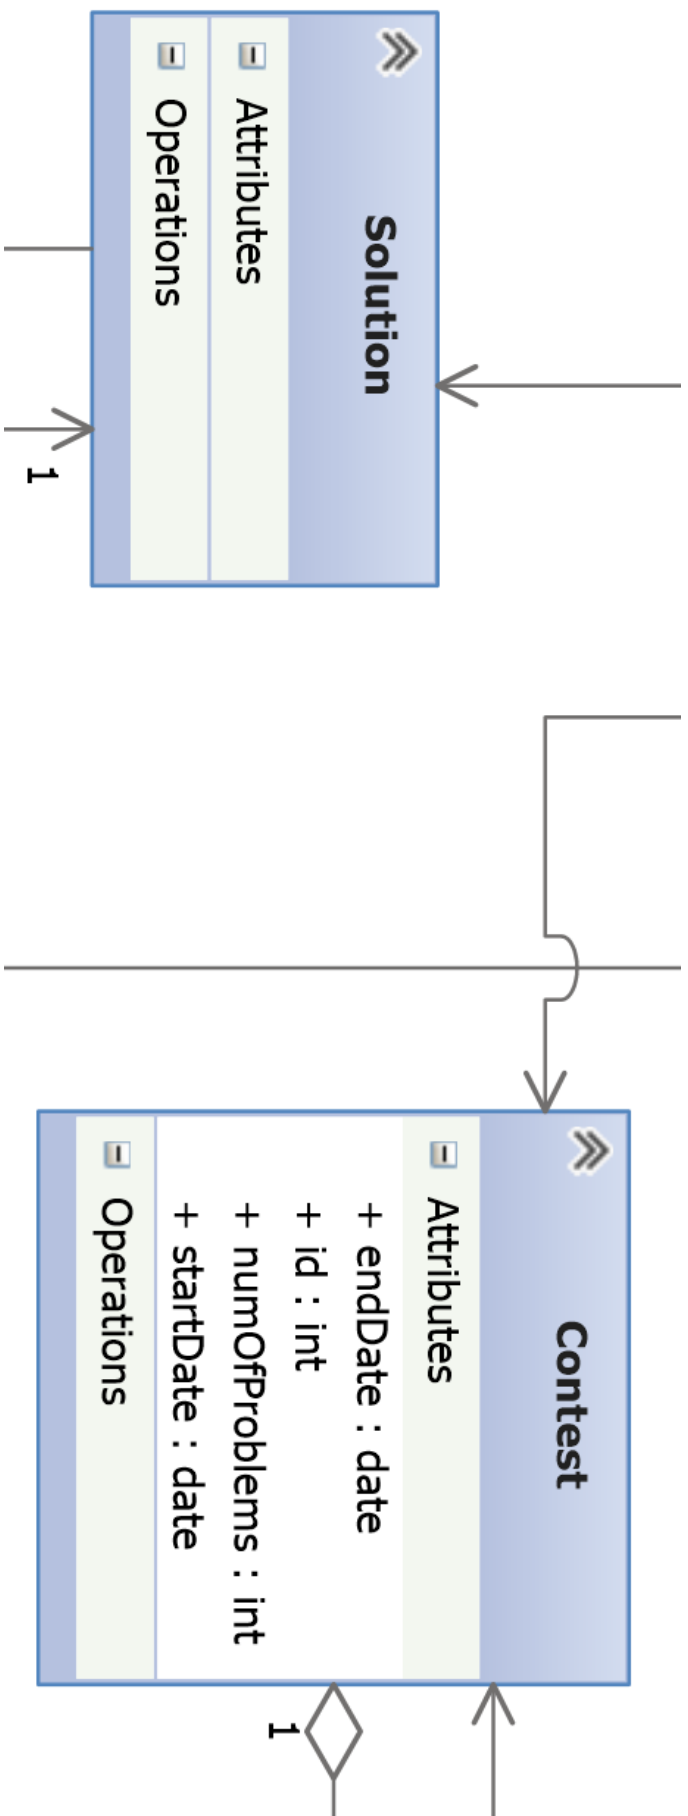 Solution
Attributes
Operations
1
Contest
Attributes
+ endDate : date
+ id : int
+ numOfProblems : int
+ startDate : date
Operations
1